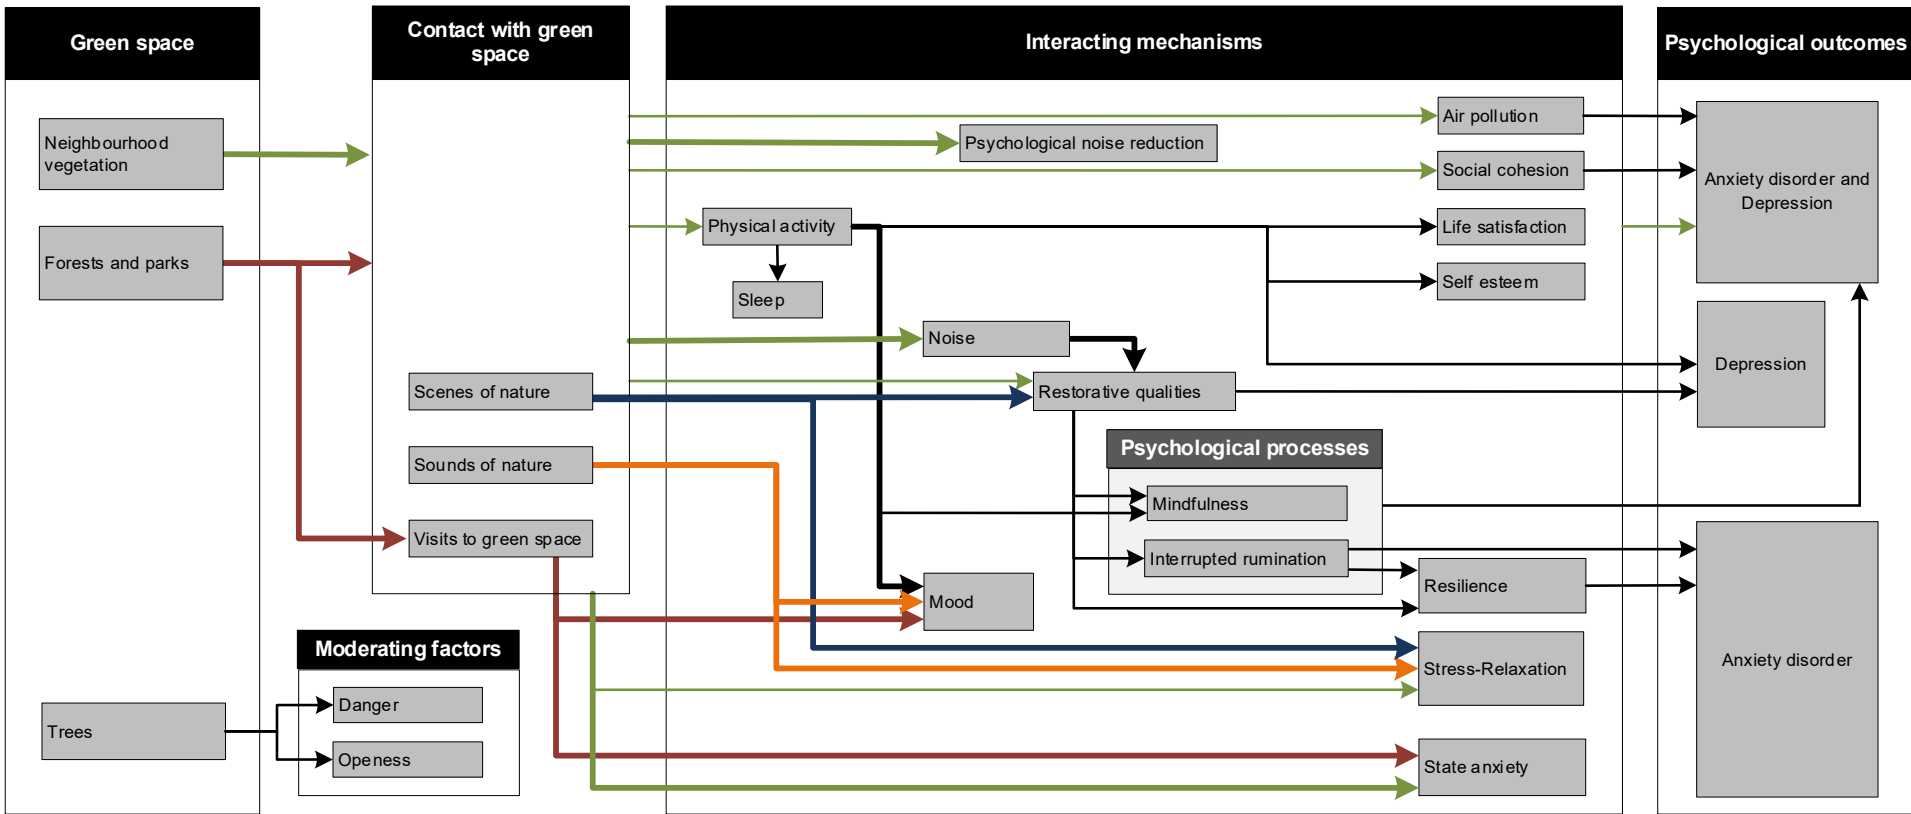 Green space
Contact with green
space
Interacting mechanisms
Psychological outcomes
Neighbourhood
vegetation
Forests and parks
Trees
Scenes of nature
Sounds of nature
Visits to green space
Moderating factors
Danger
Openess
Air pollution
Psychological noise reduction
Social cohesion
Physical activity
Life satisfaction
Sleep
Self esteem
Noise
Restorative qualities
Psychological processes
Mindfulness
Interrupted rumination
Mood
Resilience
Stress-Relaxation
State anxiety
Anxiety disorder and
Depression
Depression
Anxiety disorder